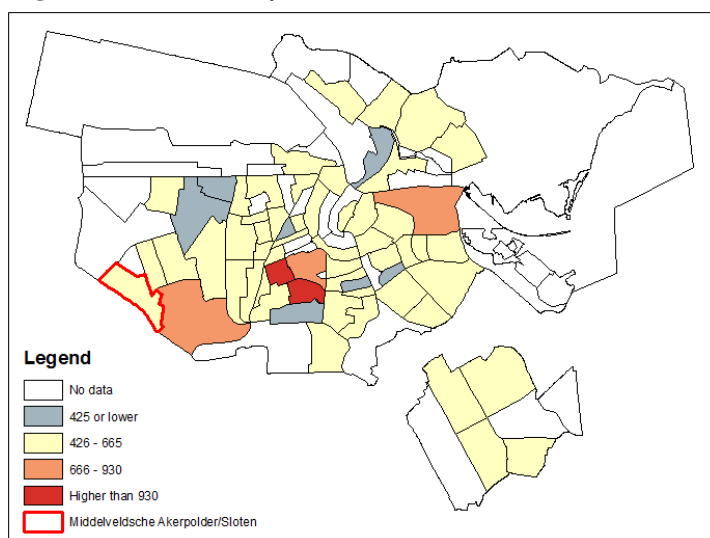 Legend
No data
425 or lower
426 - 665
666 - 930
Higher than 930
Middelveldsche Akerpolder/Sloten